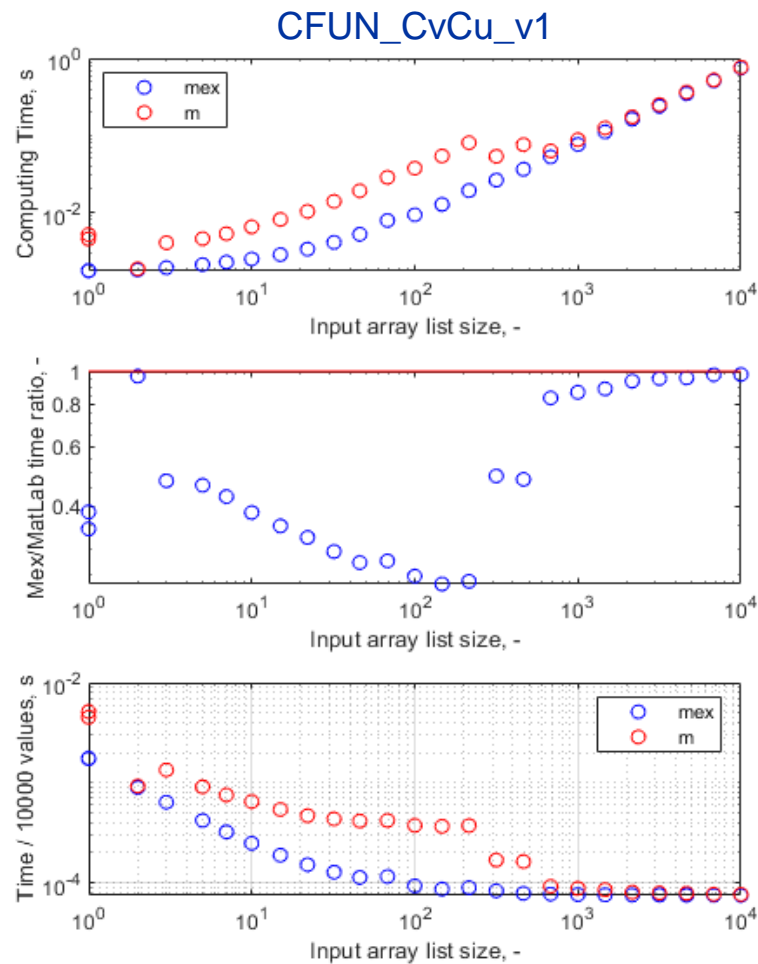 CFUN_CvCu_v1
Computing Time, s
10^0
10^-2
mex
m
10^0 10^1 10^2 10^3 10^4
Input array list size, -
Mex/MatLab time ratio, -
1
0.8
0.6
0.4
10^0 10^1 10^2 10^3 10^4
Input array list size, -
Time / 10000 values, s
10^-2
10^-4
mex
m
10^0 10^1 10^2 10^3 10^4
Input array list size, -